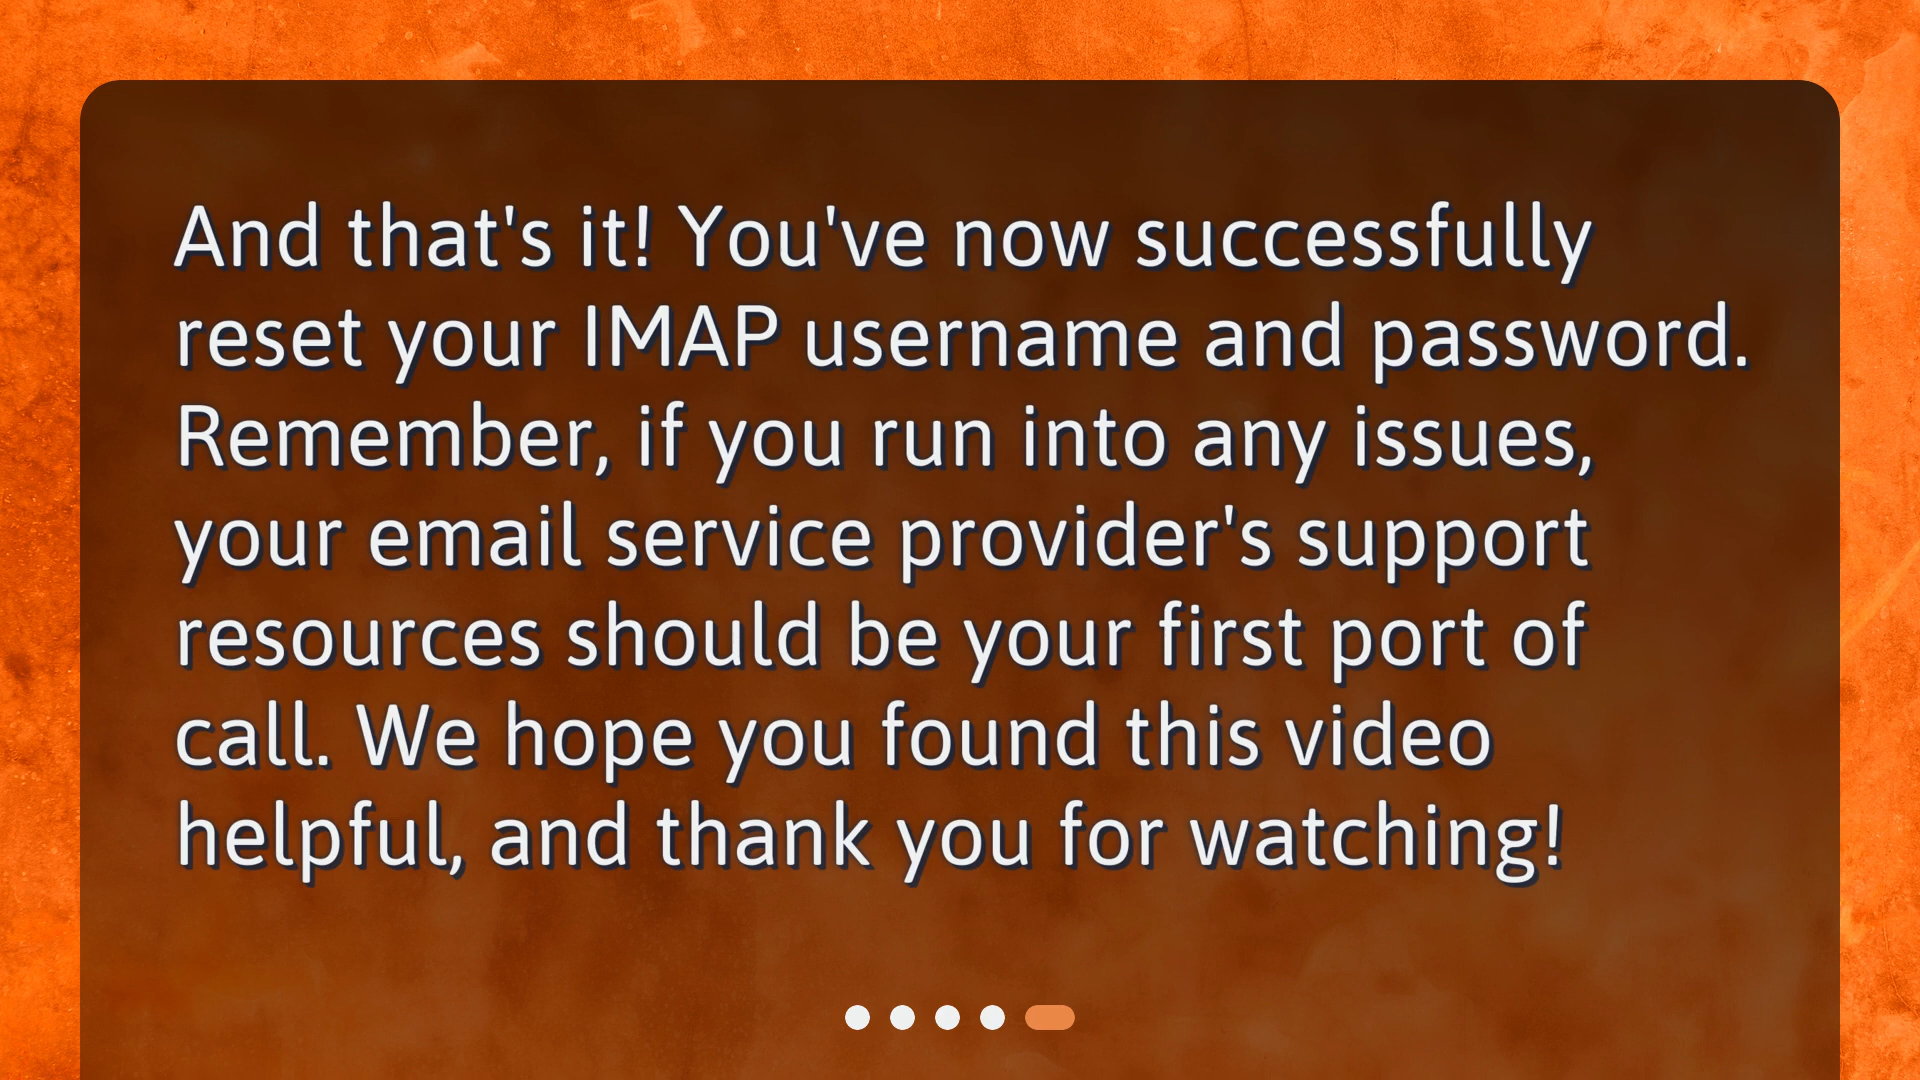 And that's it! You've now successfully
reset your IMAP username and password.
Remember, if you run into any issues,
your email service provider's support
resources should be your first port of
call. We hope you found this video
helpful, and thank you for watching!